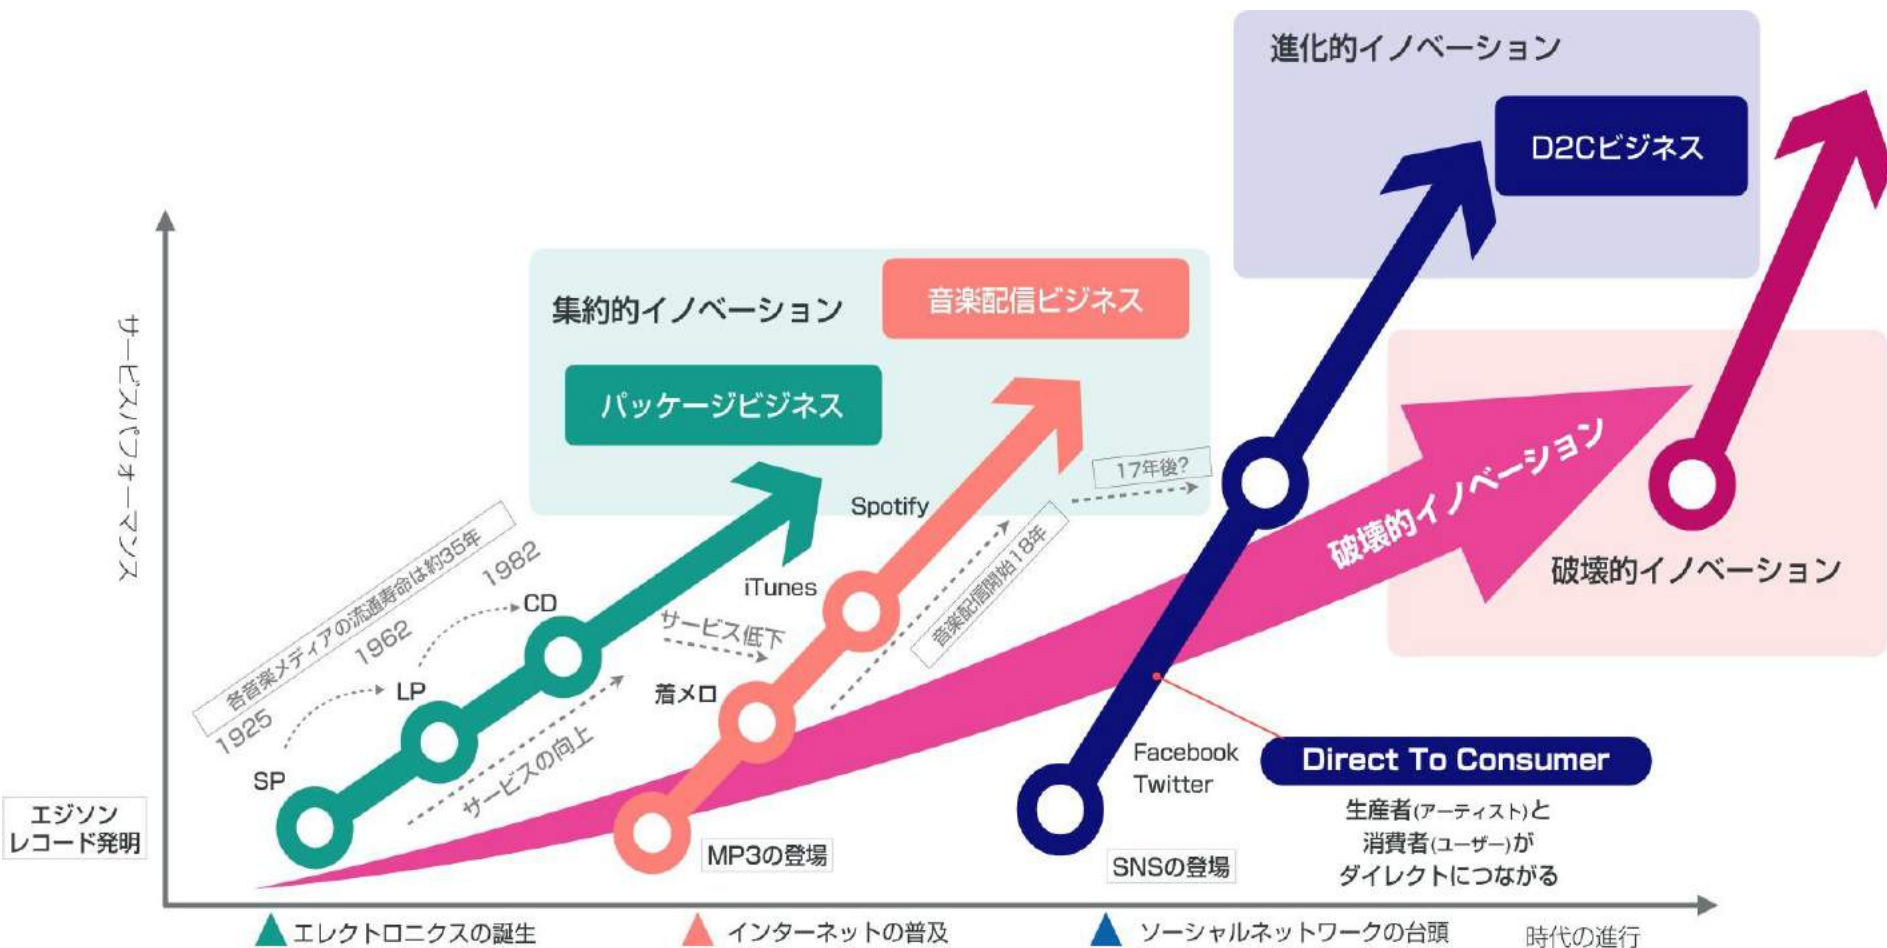 進化的イノベーション
D2Cビジネス
集約的イノベーション
音楽配信ビジネス
パッケージビジネス
サービスパフォーマンス
17年後?
Spotify
各音楽メディアの流通寿命は約35年
1982
破壊的イノベーション
音楽配信開始18年
破壊的イノベーション
iTunes
CD
1962
サービス低下
LP
着メロ
1925
サービスの向上
SP
Facebook
Twitter
Direct To Consumer
エジソン
レコード発明
生産者(アーティスト)と
消費者(ユーザー)が
ダイレクトにつながる
MP3の登場
SNSの登場
エレクトロニクスの誕生
インターネットの普及
ソーシャルネットワークの台頭
時代の進行